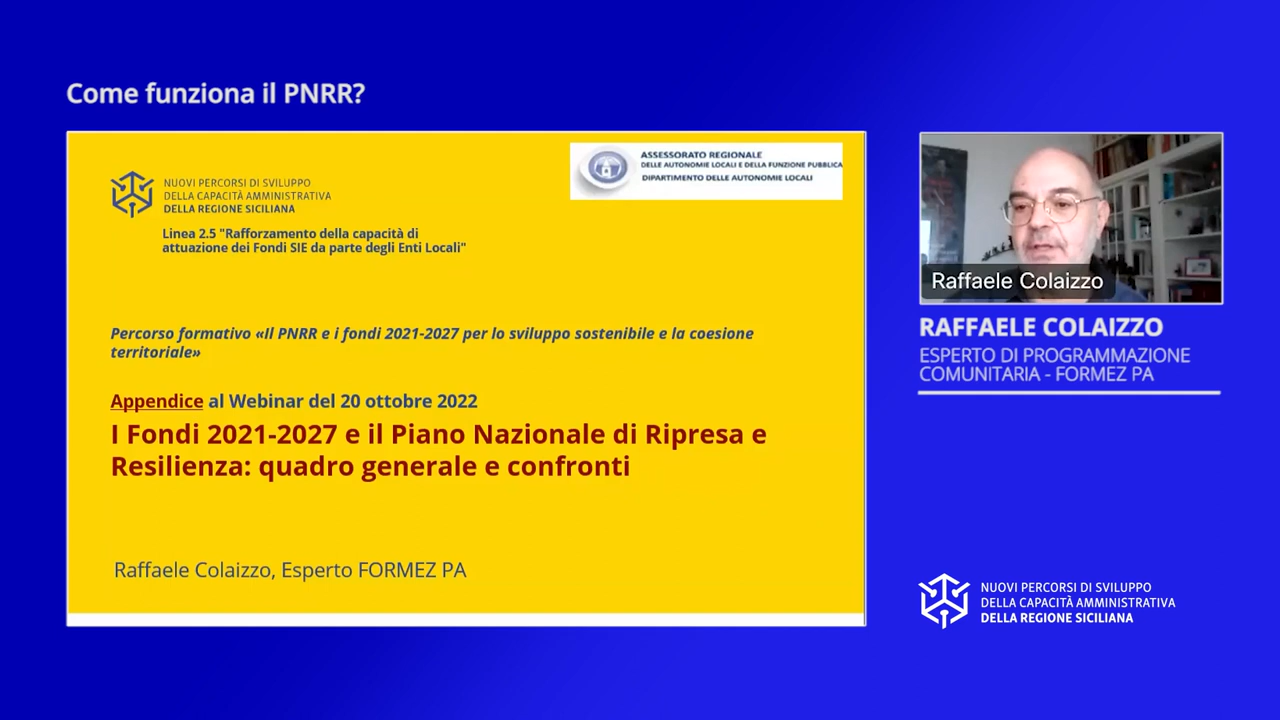 Come funziona il PNRR?
NUOVI PERCORSI DI SVILUPPO
DELLA CAPACITÀ AMMINISTRATIVA
DELLA REGIONE SICILIANA
Linea 2.5 "Rafforzamento della capacità di
attuazione dei Fondi SIE da parte degli Enti Locali"
ASSESSORATO REGIONALE
DELLE AUTONOMIE LOCALI E DELLA FUNZIONE PUBBLICA
DIPARTIMENTO DELLE AUTONOMIE LOCALI
Percorso formativo «Il PNRR e i fondi 2021-2027 per lo sviluppo sostenibile e la coesione
territoriale»
Appendice al Webinar del 20 ottobre 2022
I Fondi 2021-2027 e il Piano Nazionale di Ripresa e
Resilienza: quadro generale e confronti
Raffaele Colaizzo, Esperto FORMEZ PA
Raffaele Colaizzo
RAFFAELE COLAIZZO
ESPERTO DI PROGRAMMAZIONE
COMUNITARIA - FORMEZ PA
NUOVI PERCORSI DI SVILUPPO
DELLA CAPACITÀ AMMINISTRATIVA
DELLA REGIONE SICILIANA